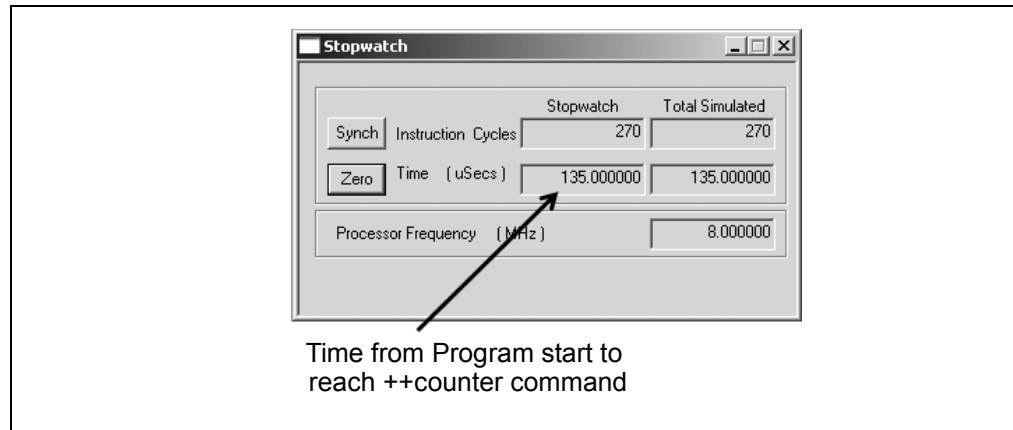 Stopwatch
Stopwatch Total Simulated
Synch Instruction Cycles 270 270
Zero Time (uSecs) 135.000000 135.000000
Processor Frequency (MHz) 8.000000
Time from Program start to
reach ++counter command